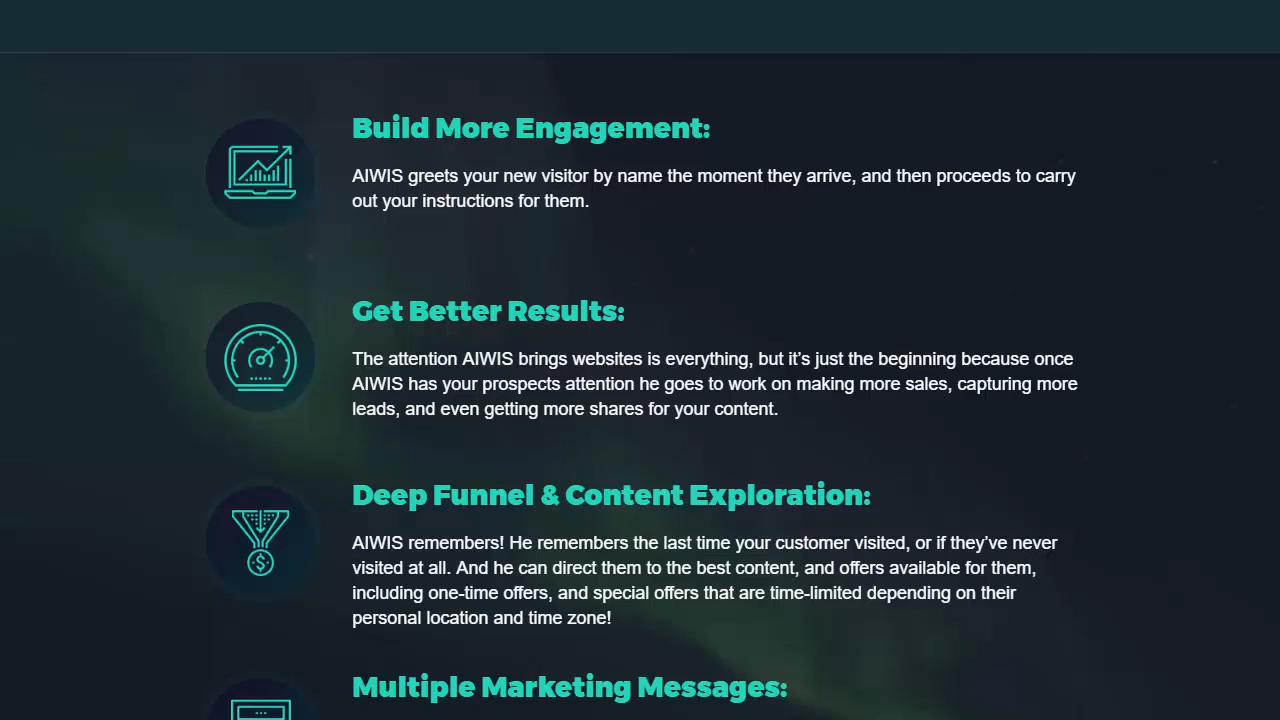 Build More Engagement:
AIWIS greets your new visitor by name the moment they arrive, and then proceeds to carry
out your instructions for them.
Get Better Results:
The attention AIWIS brings websites is everything, but it’s just the beginning because once
AIWIS has your prospects attention he goes to work on making more sales, capturing more
leads, and even getting more shares for your content.
Deep Funnel & Content Exploration:
AIWIS remembers! He remembers the last time your customer visited, or if they’ve never
visited at all. And he can direct them to the best content, and offers available for them,
including one-time offers, and special offers that are time-limited depending on their
personal location and time zone!
Multiple Marketing Messages: